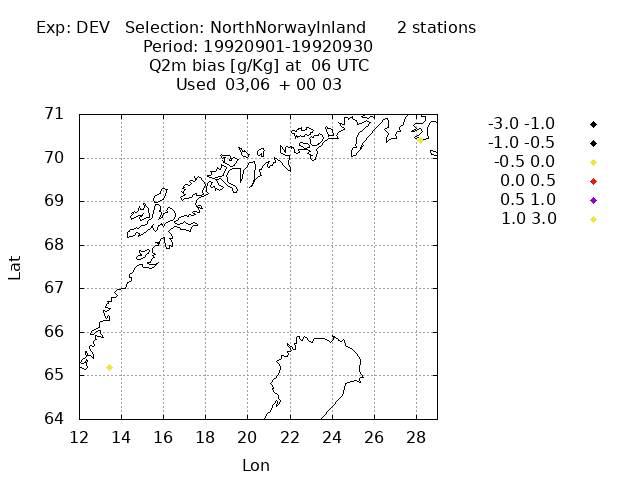 Exp: DEV Selection: NorthNorwayInland 2 stations
Period: 19920901-19920930
Q2m bias [g/Kg] at 06 UTC
Used 03,06 + 00 03
71
70
69
68
67
66
65
64
12 14 16 18 20 22 24 26 28
Lat
Lon
-3.0 -1.0
-1.0 -0.5
-0.5 0.0
0.0 0.5
0.5 1.0
1.0 3.0